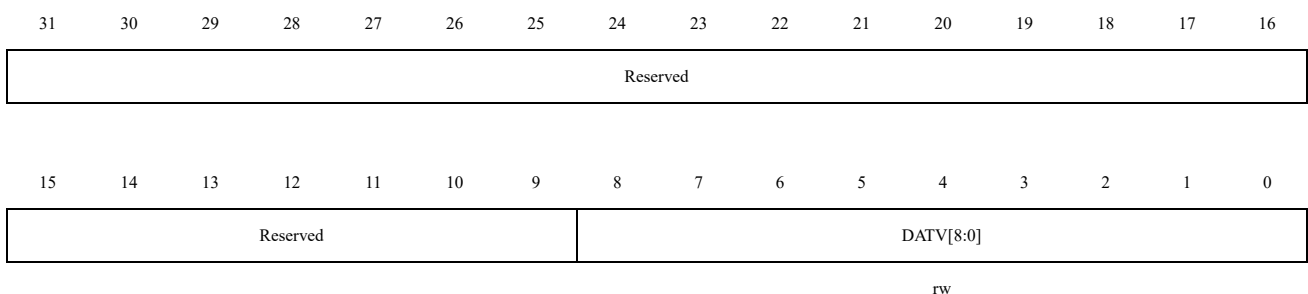 31 30 29 28 27 26 25 24 23 22 21 20 19 18 17 16
Reserved
15 14 13 12 11 10 9 8 7 6 5 4 3 2 1 0
Reserved DATV[8:0]
rw